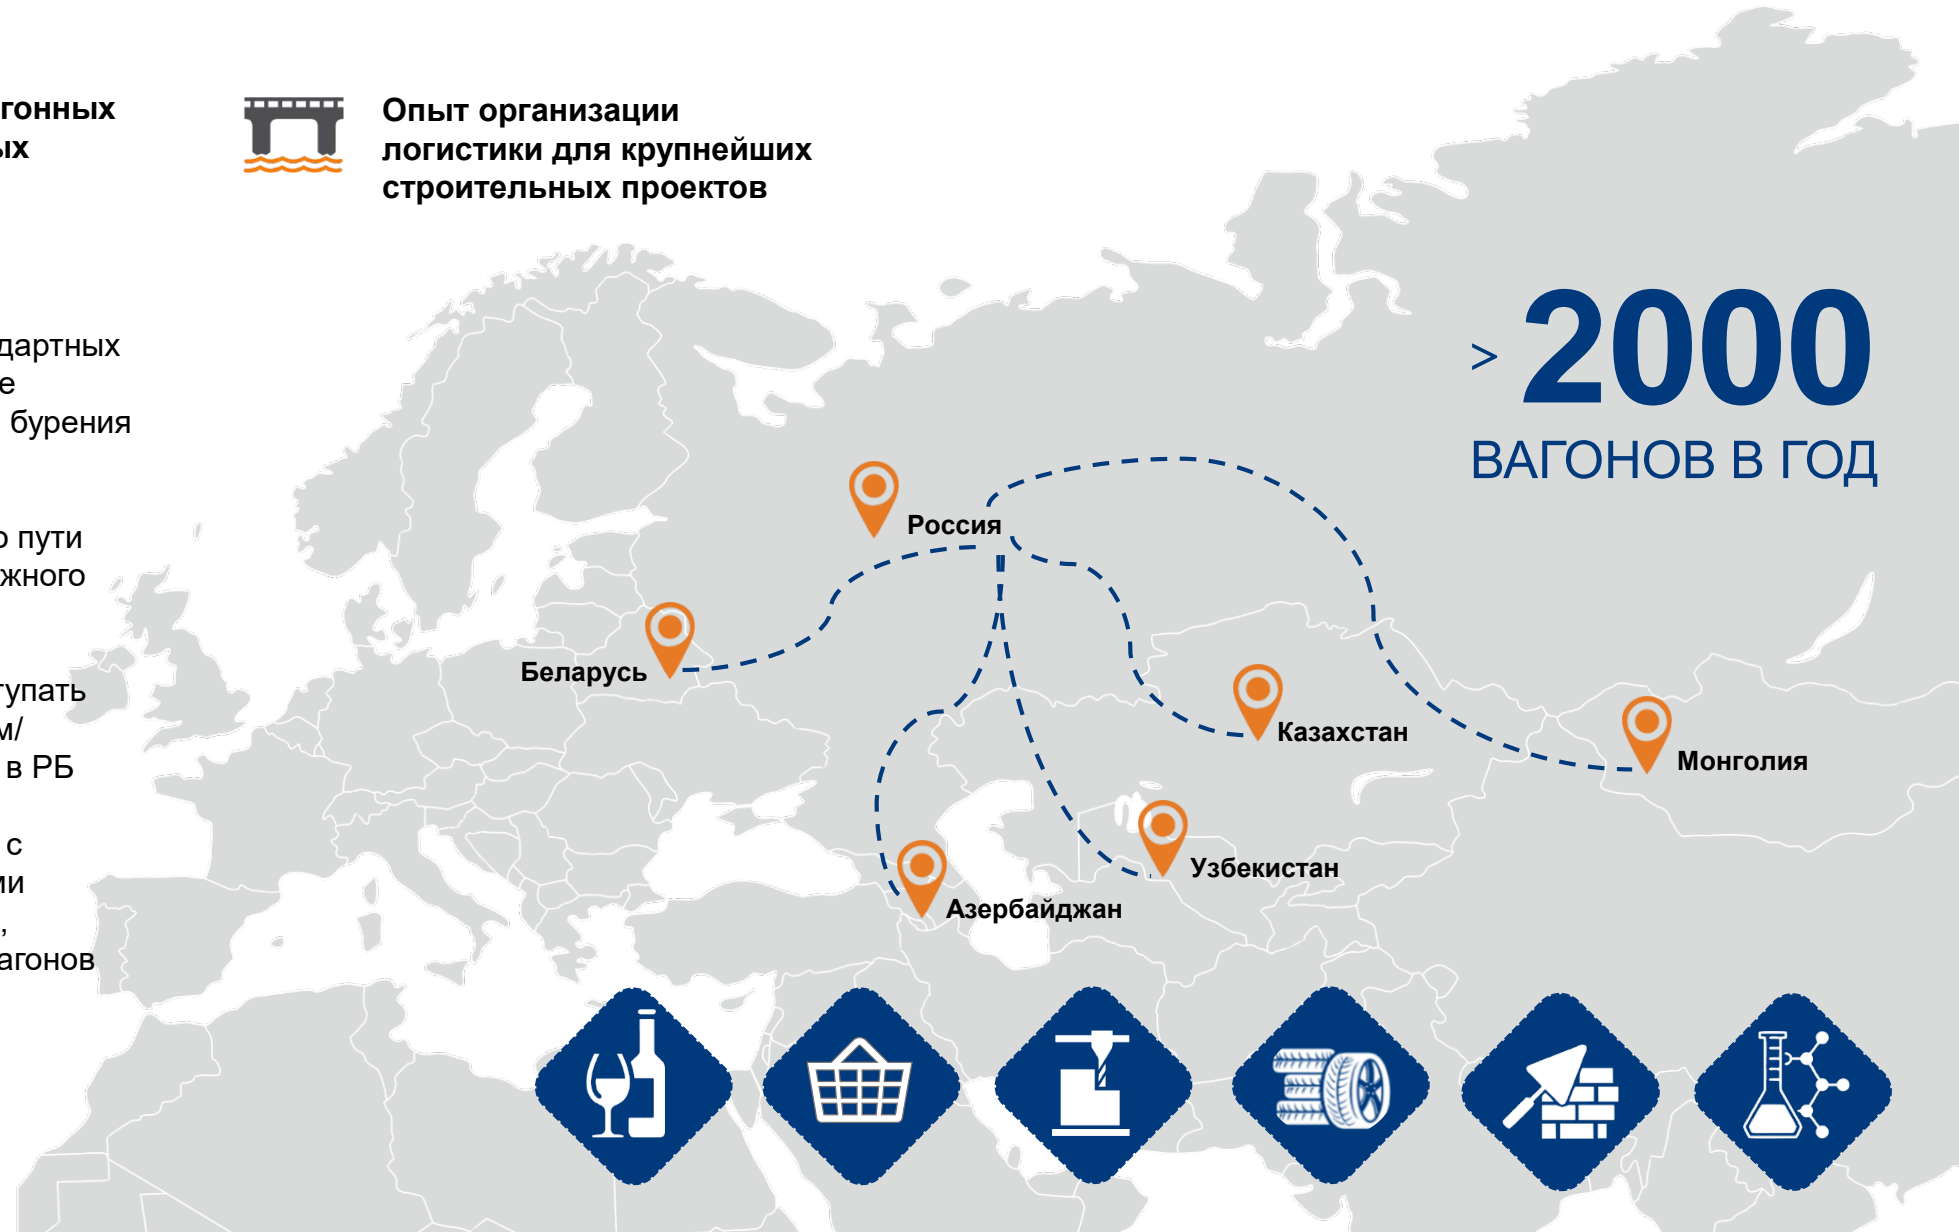 гонных
ых
Опыт организации
логистики для крупнейших
строительных проектов
дартных
е
бурения
о пути
жного
тупать
м/
в РБ
с
ми
,
агонов
> 2000
ВАГОНОВ В ГОД
Россия
Беларусь
Казахстан
Монголия
Узбекистан
Азербайджан